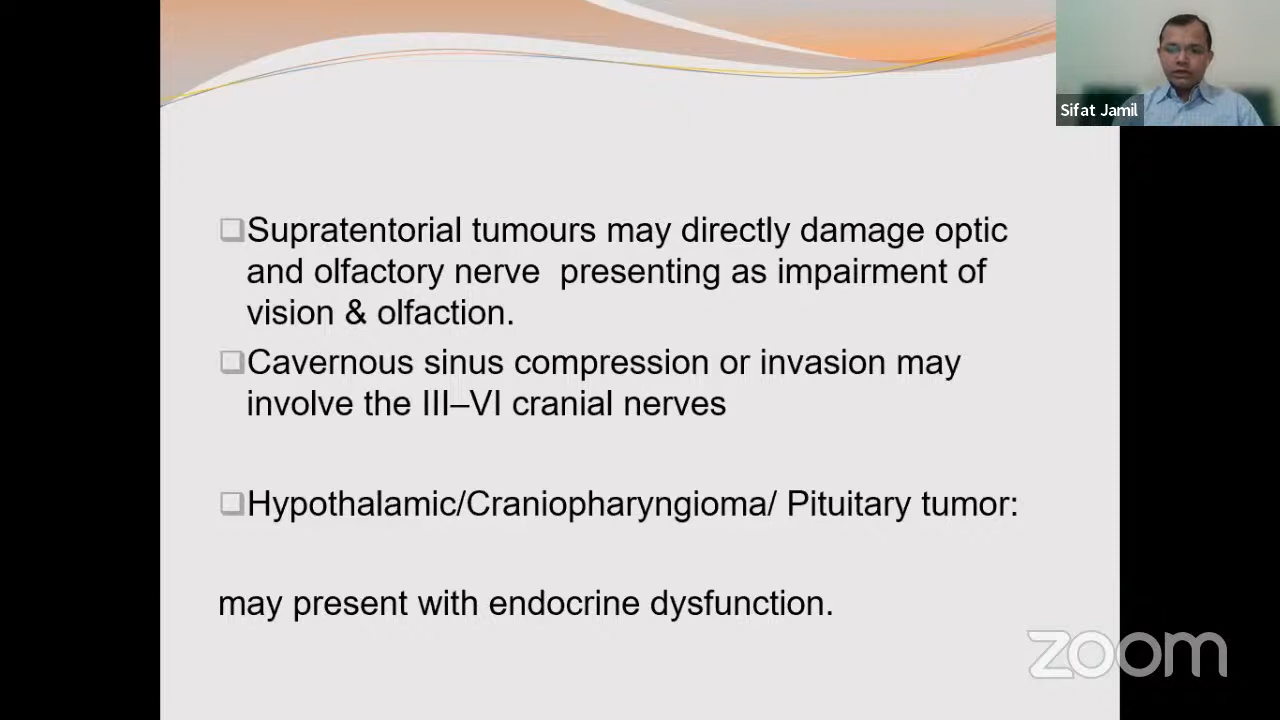 Sifat Jamil
❑Supratentorial tumours may directly damage optic
and olfactory nerve presenting as impairment of
vision & olfaction.
❑Cavernous sinus compression or invasion may
involve the III–VI cranial nerves
❑Hypothalamic/Craniopharyngioma/ Pituitary tumor:
may present with endocrine dysfunction.
zoom